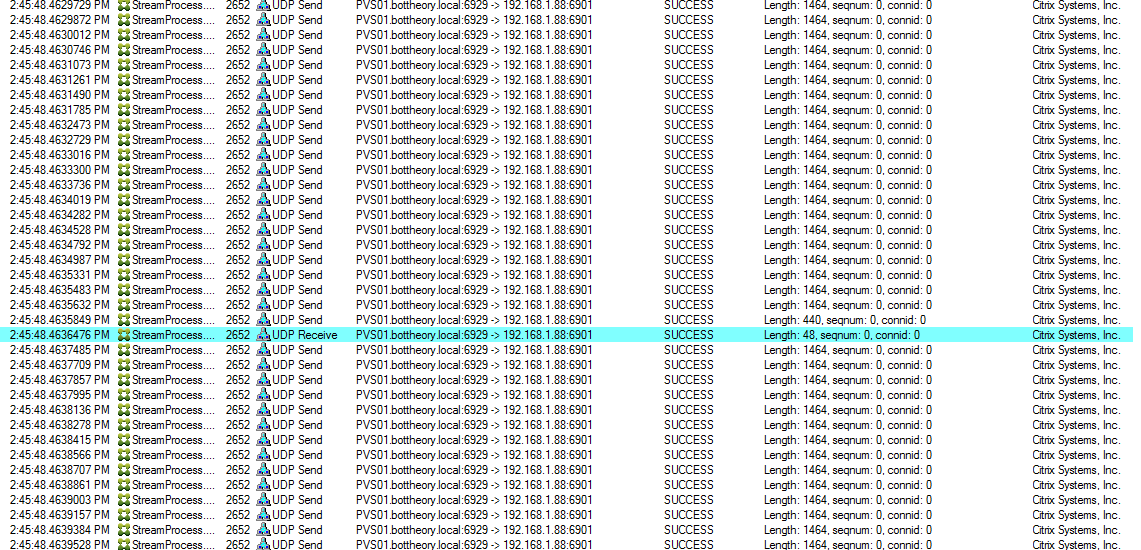 2:45:48.4629729 PM StreamProcess.... 2652 UDP Send PVS01.bottheory.local:6929 -> 192.168.1.88:6901 SUCCESS Length: 1464, seqnum: 0, connid: 0 Citrix Systems, Inc.
2:45:48.4629872 PM StreamProcess.... 2652 UDP Send PVS01.bottheory.local:6929 -> 192.168.1.88:6901 SUCCESS Length: 1464, seqnum: 0, connid: 0 Citrix Systems, Inc.
2:45:48.4630012 PM StreamProcess.... 2652 UDP Send PVS01.bottheory.local:6929 -> 192.168.1.88:6901 SUCCESS Length: 1464, seqnum: 0, connid: 0 Citrix Systems, Inc.
2:45:48.4630746 PM StreamProcess.... 2652 UDP Send PVS01.bottheory.local:6929 -> 192.168.1.88:6901 SUCCESS Length: 1464, seqnum: 0, connid: 0 Citrix Systems, Inc.
2:45:48.4631073 PM StreamProcess.... 2652 UDP Send PVS01.bottheory.local:6929 -> 192.168.1.88:6901 SUCCESS Length: 1464, seqnum: 0, connid: 0 Citrix Systems, Inc.
2:45:48.4631261 PM StreamProcess.... 2652 UDP Send PVS01.bottheory.local:6929 -> 192.168.1.88:6901 SUCCESS Length: 1464, seqnum: 0, connid: 0 Citrix Systems, Inc.
2:45:48.4631490 PM StreamProcess.... 2652 UDP Send PVS01.bottheory.local:6929 -> 192.168.1.88:6901 SUCCESS Length: 1464, seqnum: 0, connid: 0 Citrix Systems, Inc.
2:45:48.4631785 PM StreamProcess.... 2652 UDP Send PVS01.bottheory.local:6929 -> 192.168.1.88:6901 SUCCESS Length: 1464, seqnum: 0, connid: 0 Citrix Systems, Inc.
2:45:48.4632473 PM StreamProcess.... 2652 UDP Send PVS01.bottheory.local:6929 -> 192.168.1.88:6901 SUCCESS Length: 1464, seqnum: 0, connid: 0 Citrix Systems, Inc.
2:45:48.4632729 PM StreamProcess.... 2652 UDP Send PVS01.bottheory.local:6929 -> 192.168.1.88:6901 SUCCESS Length: 1464, seqnum: 0, connid: 0 Citrix Systems, Inc.
2:45:48.4633016 PM StreamProcess.... 2652 UDP Send PVS01.bottheory.local:6929 -> 192.168.1.88:6901 SUCCESS Length: 1464, seqnum: 0, connid: 0 Citrix Systems, Inc.
2:45:48.4633300 PM StreamProcess.... 2652 UDP Send PVS01.bottheory.local:6929 -> 192.168.1.88:6901 SUCCESS Length: 1464, seqnum: 0, connid: 0 Citrix Systems, Inc.
2:45:48.4633736 PM StreamProcess.... 2652 UDP Send PVS01.bottheory.local:6929 -> 192.168.1.88:6901 SUCCESS Length: 1464, seqnum: 0, connid: 0 Citrix Systems, Inc.
2:45:48.4634019 PM StreamProcess.... 2652 UDP Send PVS01.bottheory.local:6929 -> 192.168.1.88:6901 SUCCESS Length: 1464, seqnum: 0, connid: 0 Citrix Systems, Inc.
2:45:48.4634282 PM StreamProcess.... 2652 UDP Send PVS01.bottheory.local:6929 -> 192.168.1.88:6901 SUCCESS Length: 1464, seqnum: 0, connid: 0 Citrix Systems, Inc.
2:45:48.4634528 PM StreamProcess.... 2652 UDP Send PVS01.bottheory.local:6929 -> 192.168.1.88:6901 SUCCESS Length: 1464, seqnum: 0, connid: 0 Citrix Systems, Inc.
2:45:48.4634792 PM StreamProcess.... 2652 UDP Send PVS01.bottheory.local:6929 -> 192.168.1.88:6901 SUCCESS Length: 1464, seqnum: 0, connid: 0 Citrix Systems, Inc.
2:45:48.4634987 PM StreamProcess.... 2652 UDP Send PVS01.bottheory.local:6929 -> 192.168.1.88:6901 SUCCESS Length: 1464, seqnum: 0, connid: 0 Citrix Systems, Inc.
2:45:48.4635331 PM StreamProcess.... 2652 UDP Send PVS01.bottheory.local:6929 -> 192.168.1.88:6901 SUCCESS Length: 1464, seqnum: 0, connid: 0 Citrix Systems, Inc.
2:45:48.4635483 PM StreamProcess.... 2652 UDP Send PVS01.bottheory.local:6929 -> 192.168.1.88:6901 SUCCESS Length: 1464, seqnum: 0, connid: 0 Citrix Systems, Inc.
2:45:48.4635632 PM StreamProcess.... 2652 UDP Send PVS01.bottheory.local:6929 -> 192.168.1.88:6901 SUCCESS Length: 1464, seqnum: 0, connid: 0 Citrix Systems, Inc.
2:45:48.4635849 PM StreamProcess.... 2652 UDP Send PVS01.bottheory.local:6929 -> 192.168.1.88:6901 SUCCESS Length: 440, seqnum: 0, connid: 0 Citrix Systems, Inc.
2:45:48.4636476 PM StreamProcess.... 2652 UDP Receive PVS01.bottheory.local:6929 -> 192.168.1.88:6901 SUCCESS Length: 48, seqnum: 0, connid: 0 Citrix Systems, Inc.
2:45:48.4637485 PM StreamProcess.... 2652 UDP Send PVS01.bottheory.local:6929 -> 192.168.1.88:6901 SUCCESS Length: 1464, seqnum: 0, connid: 0 Citrix Systems, Inc.
2:45:48.4637709 PM StreamProcess.... 2652 UDP Send PVS01.bottheory.local:6929 -> 192.168.1.88:6901 SUCCESS Length: 1464, seqnum: 0, connid: 0 Citrix Systems, Inc.
2:45:48.4637857 PM StreamProcess.... 2652 UDP Send PVS01.bottheory.local:6929 -> 192.168.1.88:6901 SUCCESS Length: 1464, seqnum: 0, connid: 0 Citrix Systems, Inc.
2:45:48.4637995 PM StreamProcess.... 2652 UDP Send PVS01.bottheory.local:6929 -> 192.168.1.88:6901 SUCCESS Length: 1464, seqnum: 0, connid: 0 Citrix Systems, Inc.
2:45:48.4638136 PM StreamProcess.... 2652 UDP Send PVS01.bottheory.local:6929 -> 192.168.1.88:6901 SUCCESS Length: 1464, seqnum: 0, connid: 0 Citrix Systems, Inc.
2:45:48.4638278 PM StreamProcess.... 2652 UDP Send PVS01.bottheory.local:6929 -> 192.168.1.88:6901 SUCCESS Length: 1464, seqnum: 0, connid: 0 Citrix Systems, Inc.
2:45:48.4638415 PM StreamProcess.... 2652 UDP Send PVS01.bottheory.local:6929 -> 192.168.1.88:6901 SUCCESS Length: 1464, seqnum: 0, connid: 0 Citrix Systems, Inc.
2:45:48.4638566 PM StreamProcess.... 2652 UDP Send PVS01.bottheory.local:6929 -> 192.168.1.88:6901 SUCCESS Length: 1464, seqnum: 0, connid: 0 Citrix Systems, Inc.
2:45:48.4638707 PM StreamProcess.... 2652 UDP Send PVS01.bottheory.local:6929 -> 192.168.1.88:6901 SUCCESS Length: 1464, seqnum: 0, connid: 0 Citrix Systems, Inc.
2:45:48.4638861 PM StreamProcess.... 2652 UDP Send PVS01.bottheory.local:6929 -> 192.168.1.88:6901 SUCCESS Length: 1464, seqnum: 0, connid: 0 Citrix Systems, Inc.
2:45:48.4639003 PM StreamProcess.... 2652 UDP Send PVS01.bottheory.local:6929 -> 192.168.1.88:6901 SUCCESS Length: 1464, seqnum: 0, connid: 0 Citrix Systems, Inc.
2:45:48.4639157 PM StreamProcess.... 2652 UDP Send PVS01.bottheory.local:6929 -> 192.168.1.88:6901 SUCCESS Length: 1464, seqnum: 0, connid: 0 Citrix Systems, Inc.
2:45:48.4639384 PM StreamProcess.... 2652 UDP Send PVS01.bottheory.local:6929 -> 192.168.1.88:6901 SUCCESS Length: 1464, seqnum: 0, connid: 0 Citrix Systems, Inc.
2:45:48.4639528 PM StreamProcess.... 2652 UDP Send PVS01.bottheory.local:6929 -> 192.168.1.88:6901 SUCCESS Length: 1464, seqnum: 0, connid: 0 Citrix Systems, Inc.